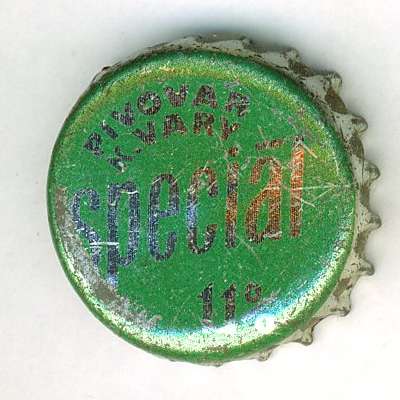 PIVOVAR
K.VARY
speciál
11°